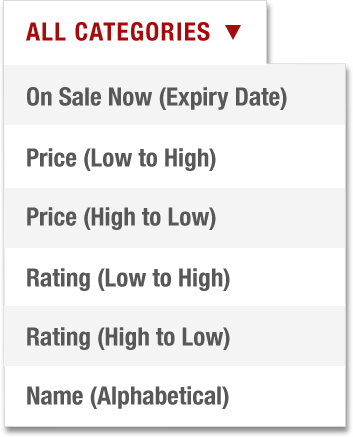 ALL CATEGORIES ▼
On Sale Now (Expiry Date)
Price (Low to High)
Price (High to Low)
Rating (Low to High)
Rating (High to Low)
Name (Alphabetical)